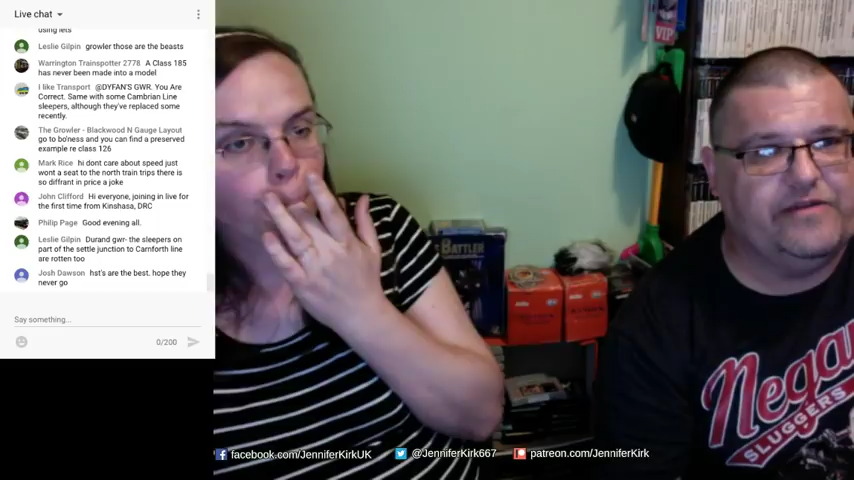 Live chat
using lets
Leslie Gilpin growler those are the beasts
Warrington Trainspotter 2778 A Class 185
has never been made into a model
I like Transport @DYFAN'S GWR. You Are
Correct. Same with some Cambrian Line
sleepers, although they've replaced some
recently.
The Growler - Blackwood N Gauge Layout
go to bo'ness and you can find a preserved
example re class 126
Mark Rice hi dont care about speed just
wont a seat to the north train trips there is
so diffrant in price a joke
John Clifford Hi everyone, joining in live for
the first time from Kinshasa, DRC
Philip Page Good evening all.
Leslie Gilpin Durand gwr- the sleepers on
part of the settle junction to Carnforth line
are rotten too
Josh Dawson hst's are the best. hope they
never go
Say something...
0/200
VIP
BATTLER
Negan
SLUGGERS
facebook.com/JenniferKirkUK
@JenniferKirk667
patreon.com/JenniferKirk